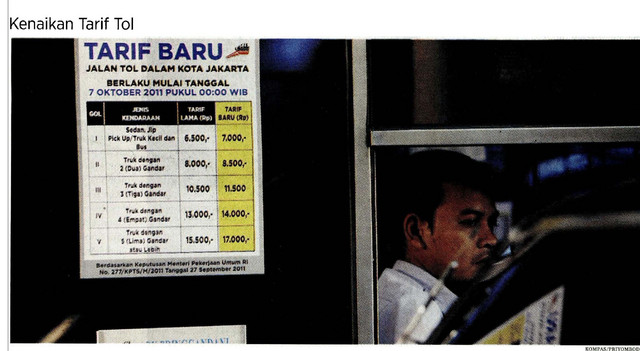 Kenaikan Tarif Tol
TARIF BARU
JALAN TOL DALAM KOTA JAKARTA
BERLAKU MULAI TANGGAL
7 OKTOBER 2011 PUKUL 00:00 WIB
GOL JENIS KENDARAAN TARIF LAMA (Rp) TARIF BARU (Rp)
I Sedan, Jip Pick Up/Truk Kecil dan Bus 6.500,- 7.000,-
II Truk dengan 2 (Dua) Gandar 8.000,- 8.500,-
III Truk dengan 3 (Tiga) Gandar 10.500 11.500
IV Truk dengan 4 (Empat) Gandar 13.000,- 14.000,-
V Truk dengan 5 (Lima) Gandar atau Lebih 15.500,- 17.000,-
Berdasarkan Keputusan Menteri Pekerjaan Umum RI
No. 277/KPTS/M/2011 Tanggal 27 September 2011
KOMPAS/PRIYOMBODO